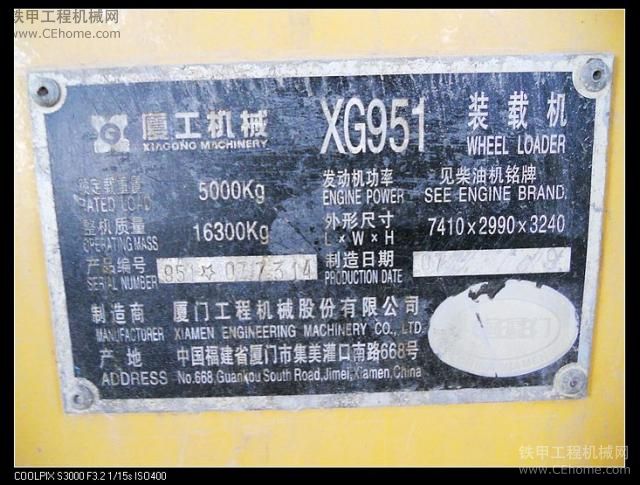 铁甲工程机械网
www.CEhome.com
厦工机械
XIAGONG MACHINERY
XG951
装载机
WHEEL LOADER
额定载重量 5000Kg
RATED LOAD
发动机功率 见柴油机铭牌
ENGINE POWER SEE ENGINE BRAND.
整机质量 16300Kg
OPERATING MASS
外形尺寸 7410×2990×3240
L×W×H
产品编号
SERIAL NUMBER
制造日期
PRODUCTION DATE
制造商 厦门工程机械股份有限公司
MANUFACTURER XIAMEN ENGINEERING MACHINERY CO., LTD
产地 中国福建省厦门市集美灌口南路668号
ADDRESS No.668,Guankou South Road,Jimei,Xiamen,China
铁甲工程机械网
www.CEhome.com
COOLPIX S3000 F3.2 1/15s ISO400